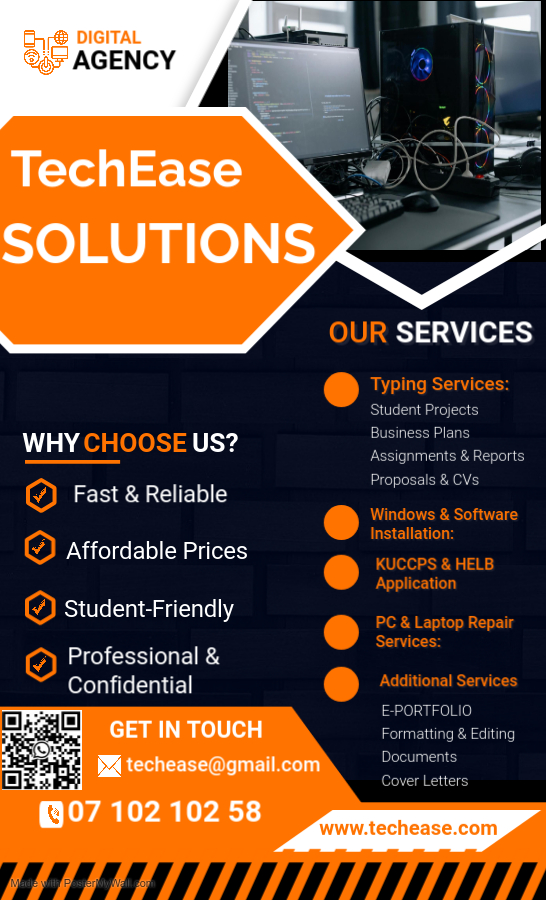 DIGITAL
AGENCY
TechEase
SOLUTIONS
OUR SERVICES
Typing Services:
Student Projects
Business Plans
Assignments & Reports
Proposals & CVs
Windows & Software
Installation:
KUCCPS & HELB
Application
PC & Laptop Repair
Services:
Additional Services
E-PORTFOLIO
Formatting & Editing
Documents
Cover Letters
WHY CHOOSE US?
Fast & Reliable
Affordable Prices
Student-Friendly
Professional &
Confidential
GET IN TOUCH
techease@gmail.com
07 102 102 58
www.techease.com
Made with PosterMyWall.com